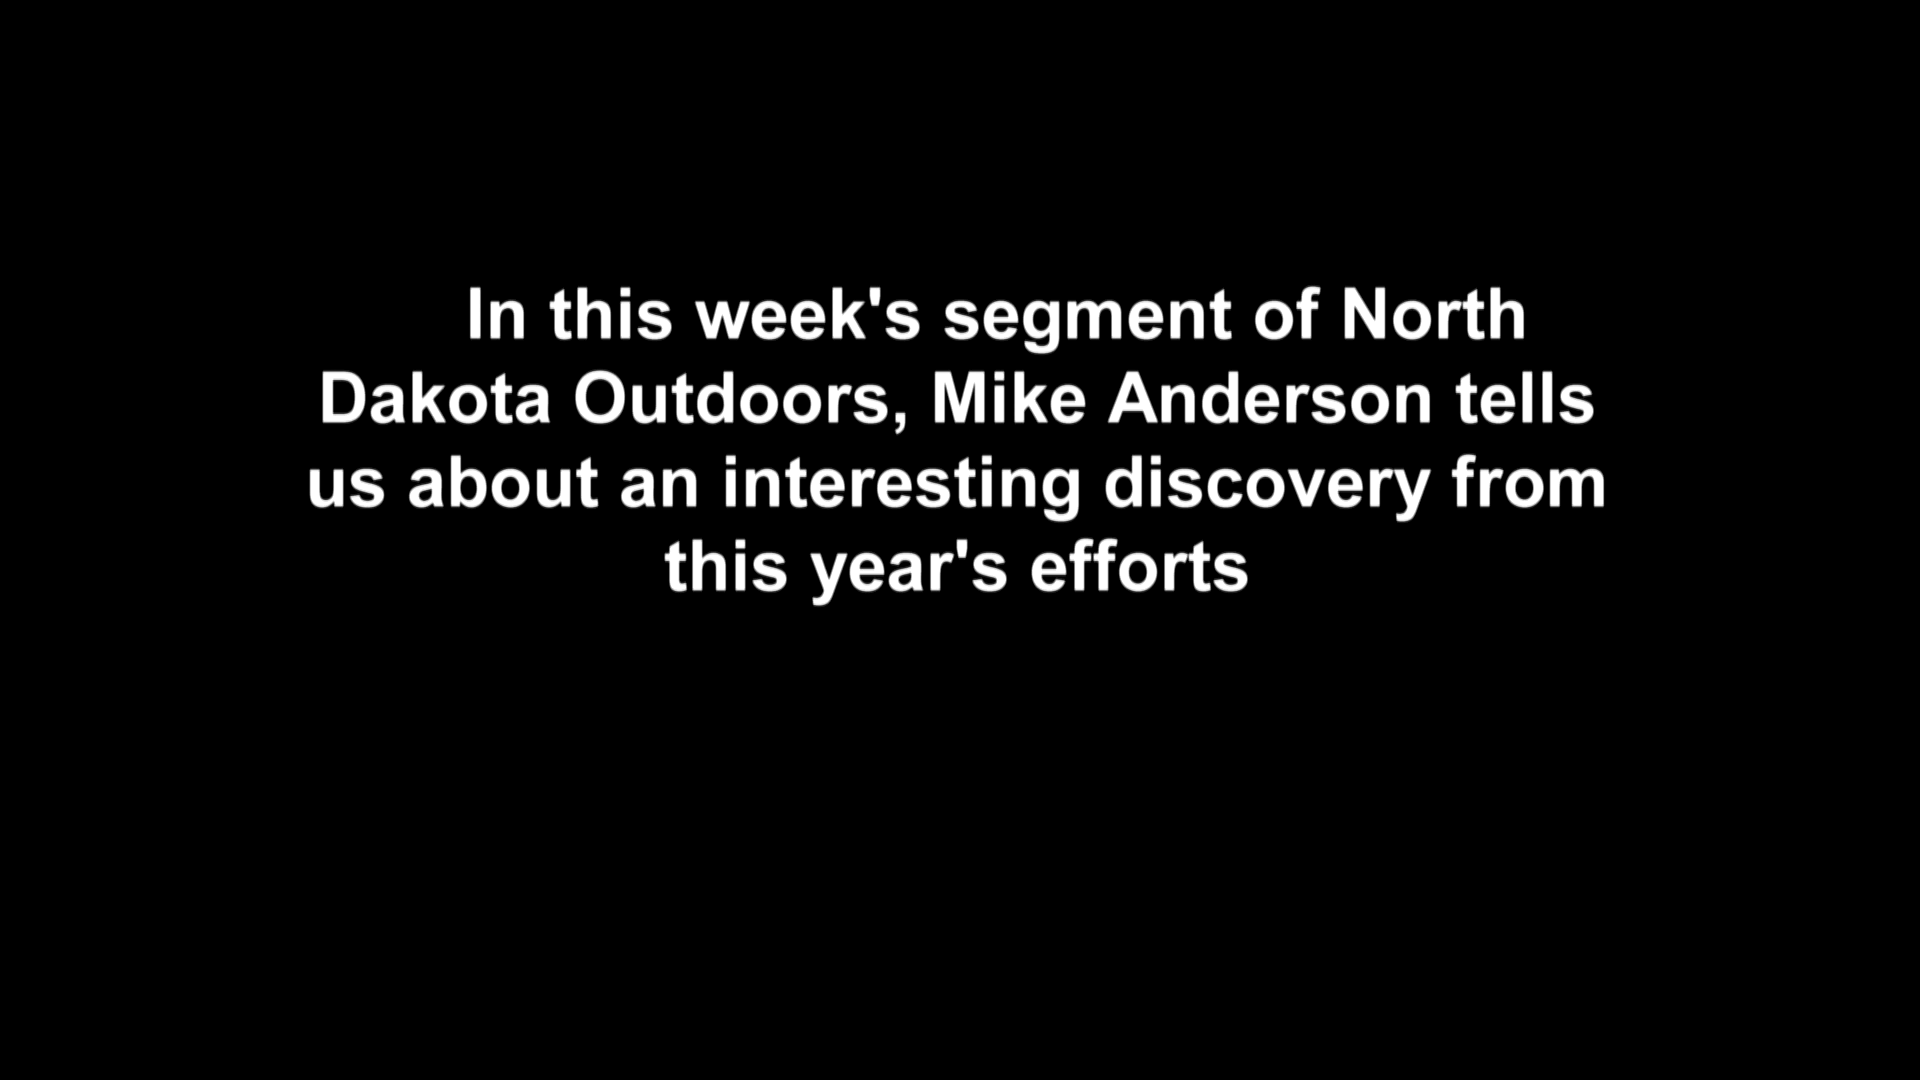 In this week's segment of North
Dakota Outdoors, Mike Anderson tells
us about an interesting discovery from
this year's efforts